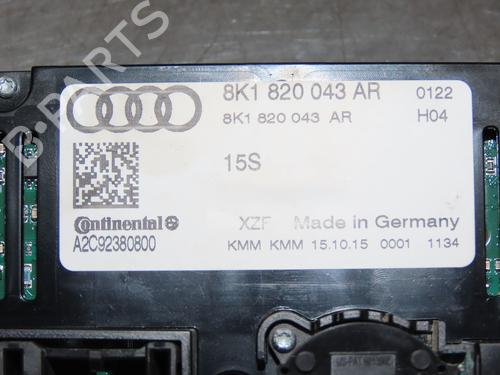 8K1 820 043 AR 0122
8K1 820 043 AR H04
15S
Continental
XZF Made in Germany
A2C92380800
KMM KMM 15.10.15 0001 1134
B-PARTS